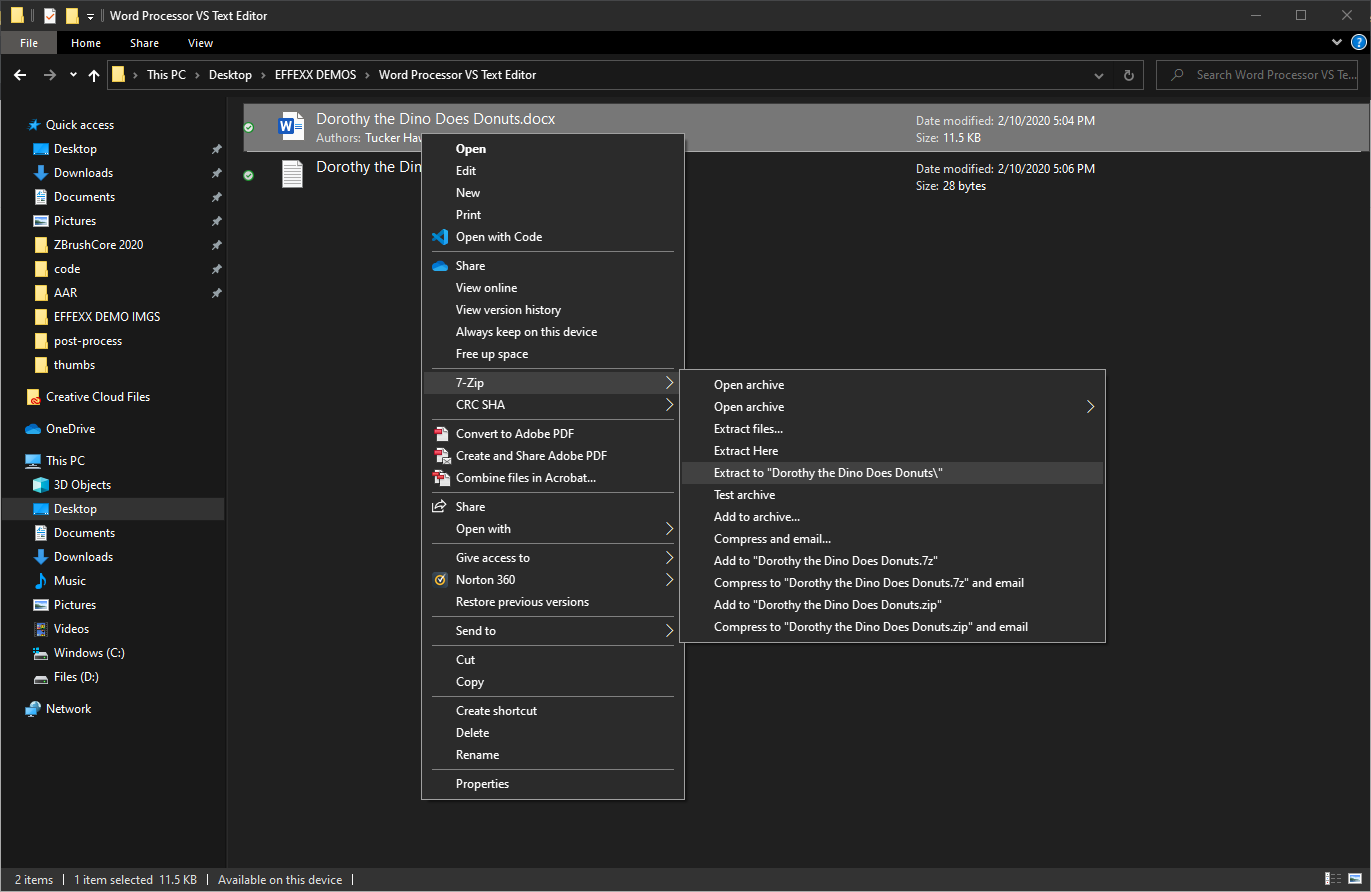 Word Processor VS Text Editor
File Home Share View
This PC Desktop EFFEXX DEMOS Word Processor VS Text Editor
Search Word Processor VS Te...
Quick access
Desktop
Downloads
Documents
Pictures
ZBrushCore 2020
code
AAR
EFFEXX DEMO IMGS
post-process
thumbs
Creative Cloud Files
OneDrive
This PC
3D Objects
Desktop
Documents
Downloads
Music
Pictures
Videos
Windows (C:)
Files (D:)
Network
Dorothy the Dino Does Donuts.docx
Authors: Tucker
Date modified: 2/10/2020 5:04 PM
Size: 11.5 KB
Dorothy the
Date modified: 2/10/2020 5:06 PM
Size: 28 bytes
Open
Edit
New
Print
Open with Code
Share
View online
View version history
Always keep on this device
Free up space
7-Zip
CRC SHA
Convert to Adobe PDF
Create and Share Adobe PDF
Combine files in Acrobat...
Share
Open with
Give access to
Norton 360
Restore previous versions
Send to
Cut
Copy
Create shortcut
Delete
Rename
Properties
Open archive
Open archive
Extract files...
Extract Here
Extract to "Dorothy the Dino Does Donuts\"
Test archive
Add to archive...
Compress and email...
Add to "Dorothy the Dino Does Donuts.7z"
Compress to "Dorothy the Dino Does Donuts.7z" and email
Add to "Dorothy the Dino Does Donuts.zip"
Compress to "Dorothy the Dino Does Donuts.zip" and email
2 items 1 item selected 11.5 KB Available on this device